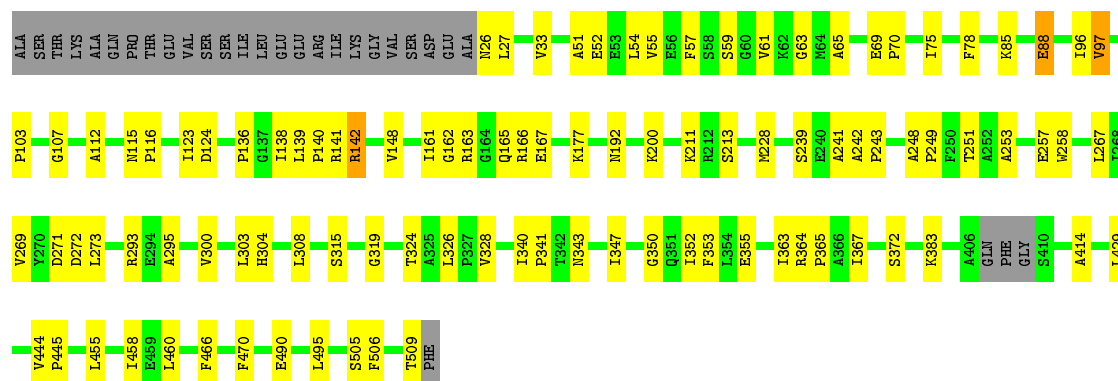 ALA SER THR LYS ALA GLN PRO THR GLU VAL SER SER ILE LEU GLU GLU ARG ILE LYS GLY VAL SER ASP GLU ALA N26 L27 V33 A51 E52 E53 L54 V55 E56 F57 S58 S59 G60 V61 K62 G63 M64 A65 E69 P70 I75 F78 K85 E88 I96 V97
P103 G107 A112 N115 P116 I123 D124 P136 G137 I138 L139 P140 R141 R142 V148 I161 G162 R163 G164 Q165 R166 E167 K177 N192 K200 K211 R212 S213 M228 S239 E240 A241 A242 P243 A248 P249 F250 T251 A252 A253 E257 W258 L267 I268
V269 Y270 D271 D272 L273 R293 E294 A295 V300 L303 H304 L308 S315 G319 T324 A325 L326 P327 V328 I340 P341 T342 N343 I347 G350 Q351 I352 F353 L354 E355 I363 R364 P365 A366 I367 S372 K383 A406 GLN PHE GLY S410 A414
V444 P445 L455 I458 E459 L460 F466 F470 E490 L495 S505 F506 T509 PHE